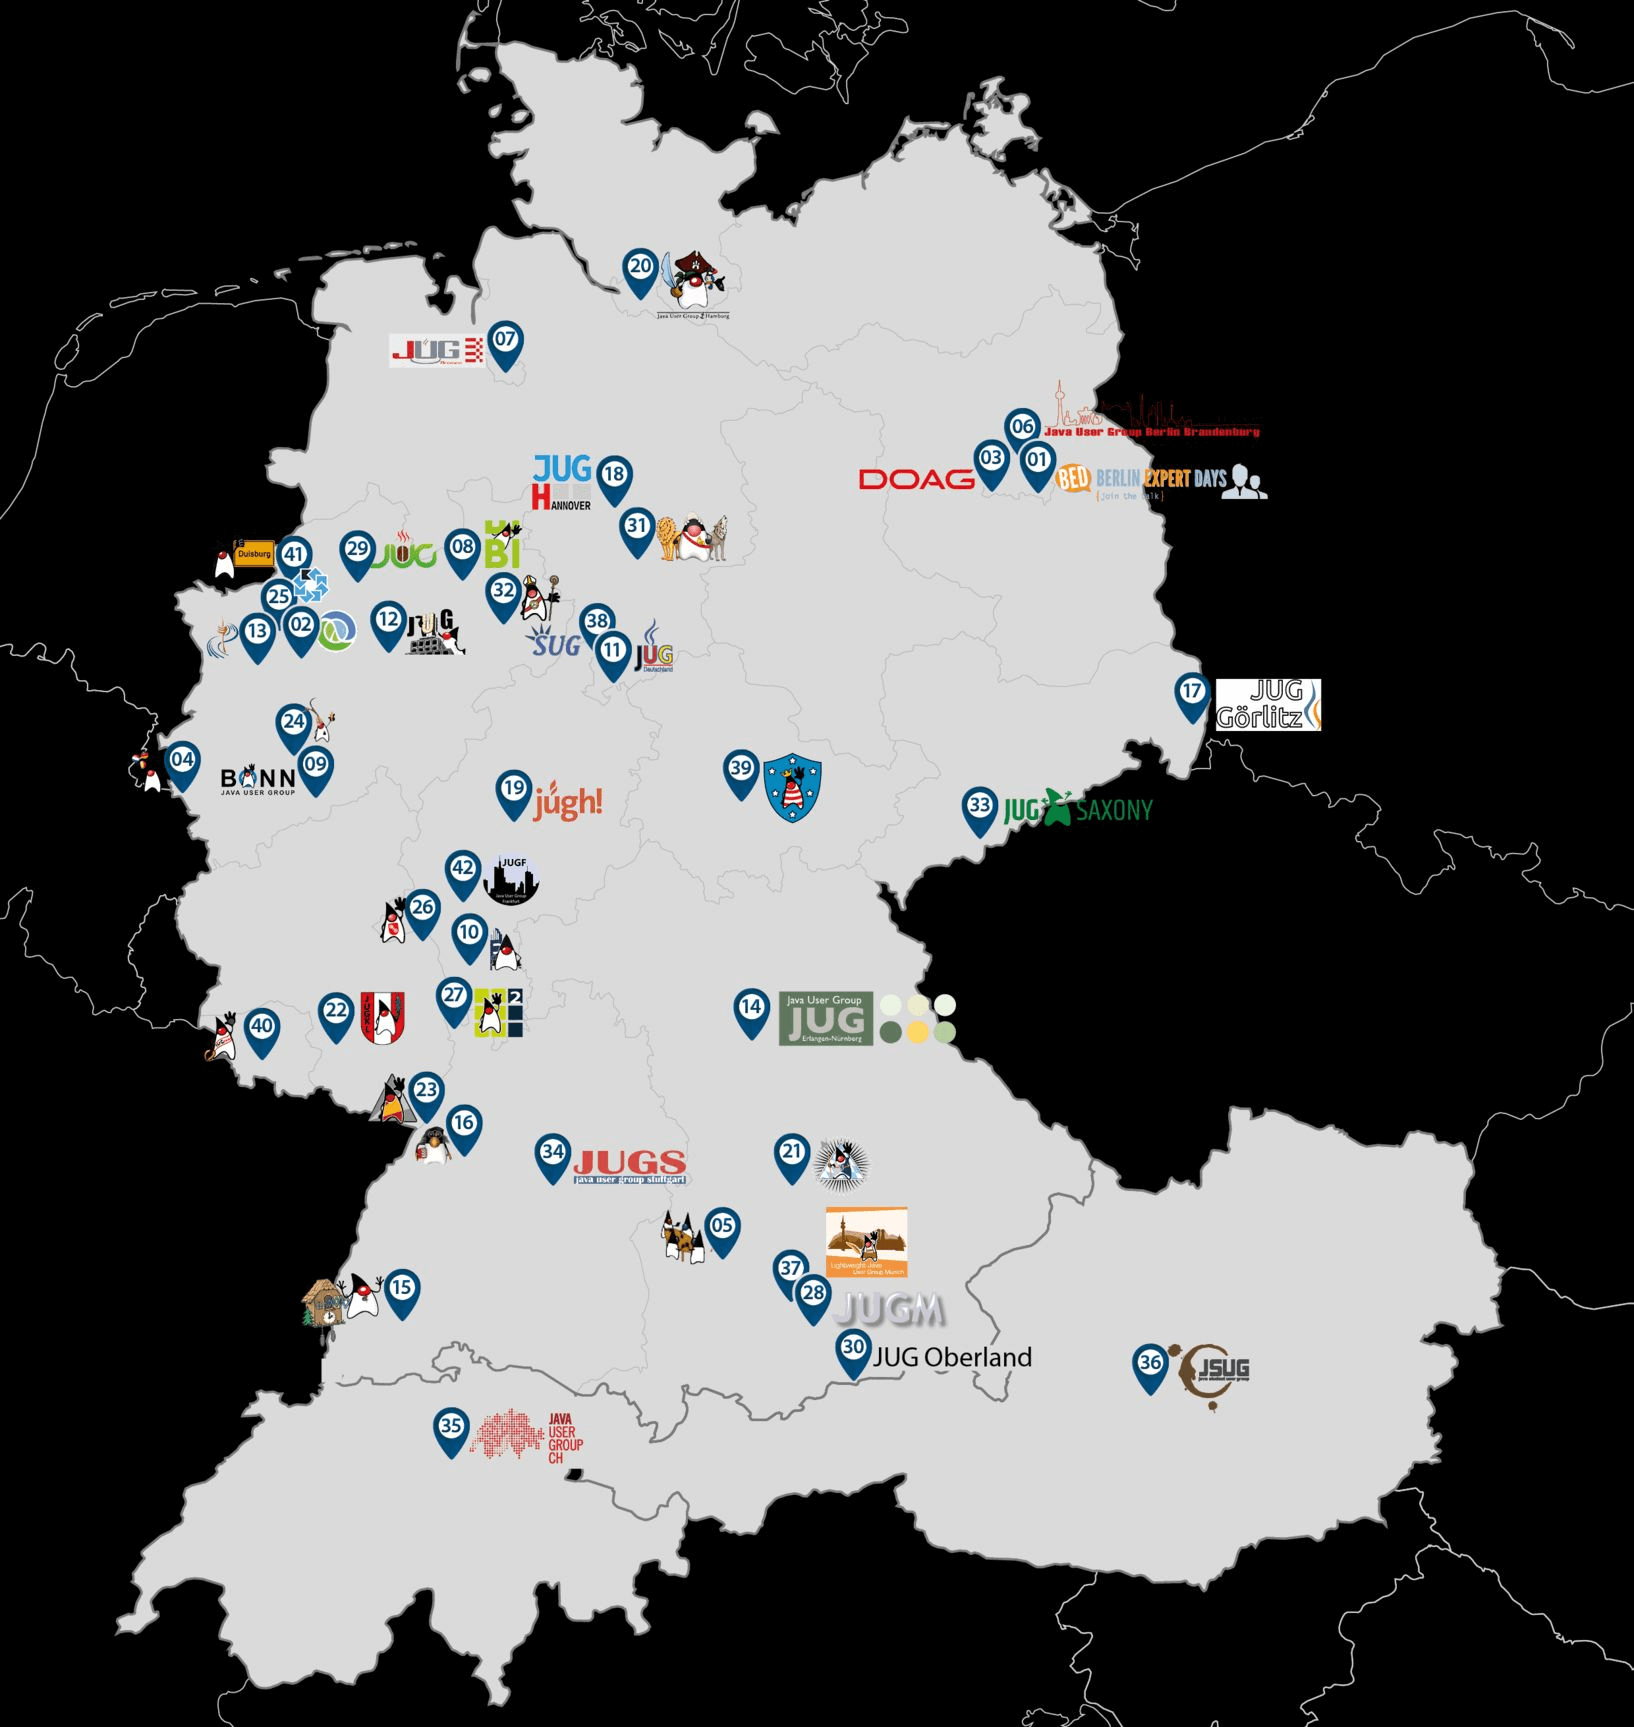 20
Java User Group Hamburg
JUG
Bremen
07
06
Java User Group Berlin Brandenburg
03
01
DOAG
BED
BERLIN EXPERT DAYS
{join the talk}
JUG
HANNOVER
18
31
Duisburg
41
29
JUG
08
BI
25
32
13
02
12
JUG
38
SUG
11
JUG
Deutschland
17
JUG
Görlitz
24
04
BONN
JAVA USER GROUP
09
39
19
jugh!
33
JUG SAXONY
42
JUGF
Java User Group
Frankfurt
26
10
27
2
22
JUGKL
40
14
Java User Group
JUG
Erlangen-Nürnberg
23
16
34
JUGS
java user group stuttgart
21
05
Lightweight Java
User Group Munich
37
28
JUGM
15
30
JUG Oberland
36
JSUG
java student user group
35
JAVA
USER
GROUP
CH